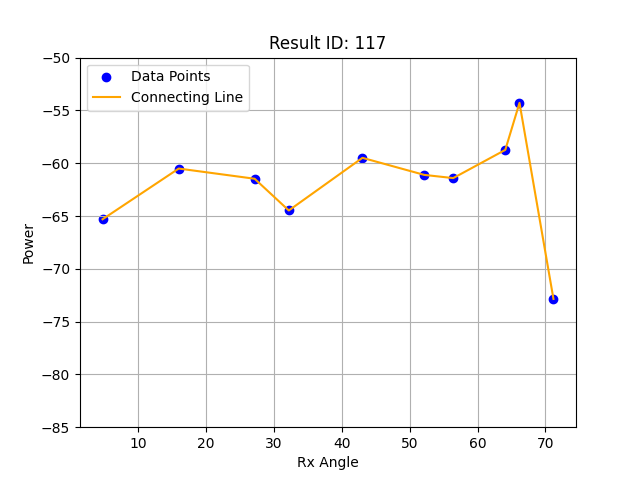 Result ID: 117
Data Points
Connecting Line
Power
−50
−55
−60
−65
−70
−75
−80
−85
10 20 30 40 50 60 70
Rx Angle